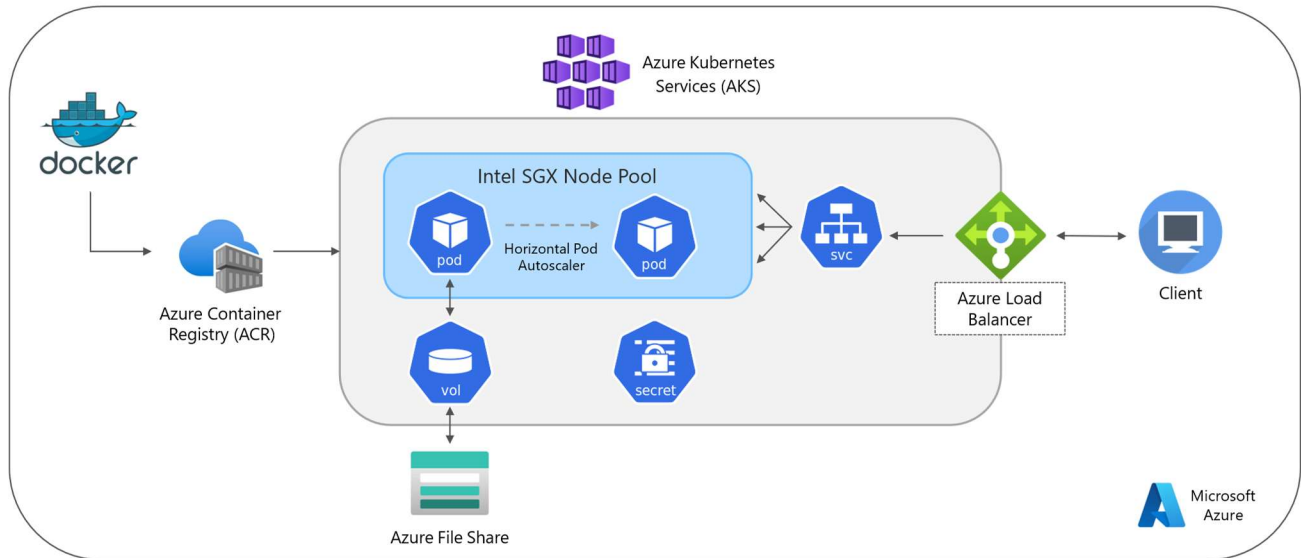 Azure Kubernetes
Services (AKS)
docker
Intel SGX Node Pool
pod
Horizontal Pod
Autoscaler
pod
svc
Azure Container
Registry (ACR)
Azure Load
Balancer
Client
vol
secret
Azure File Share
Microsoft
Azure